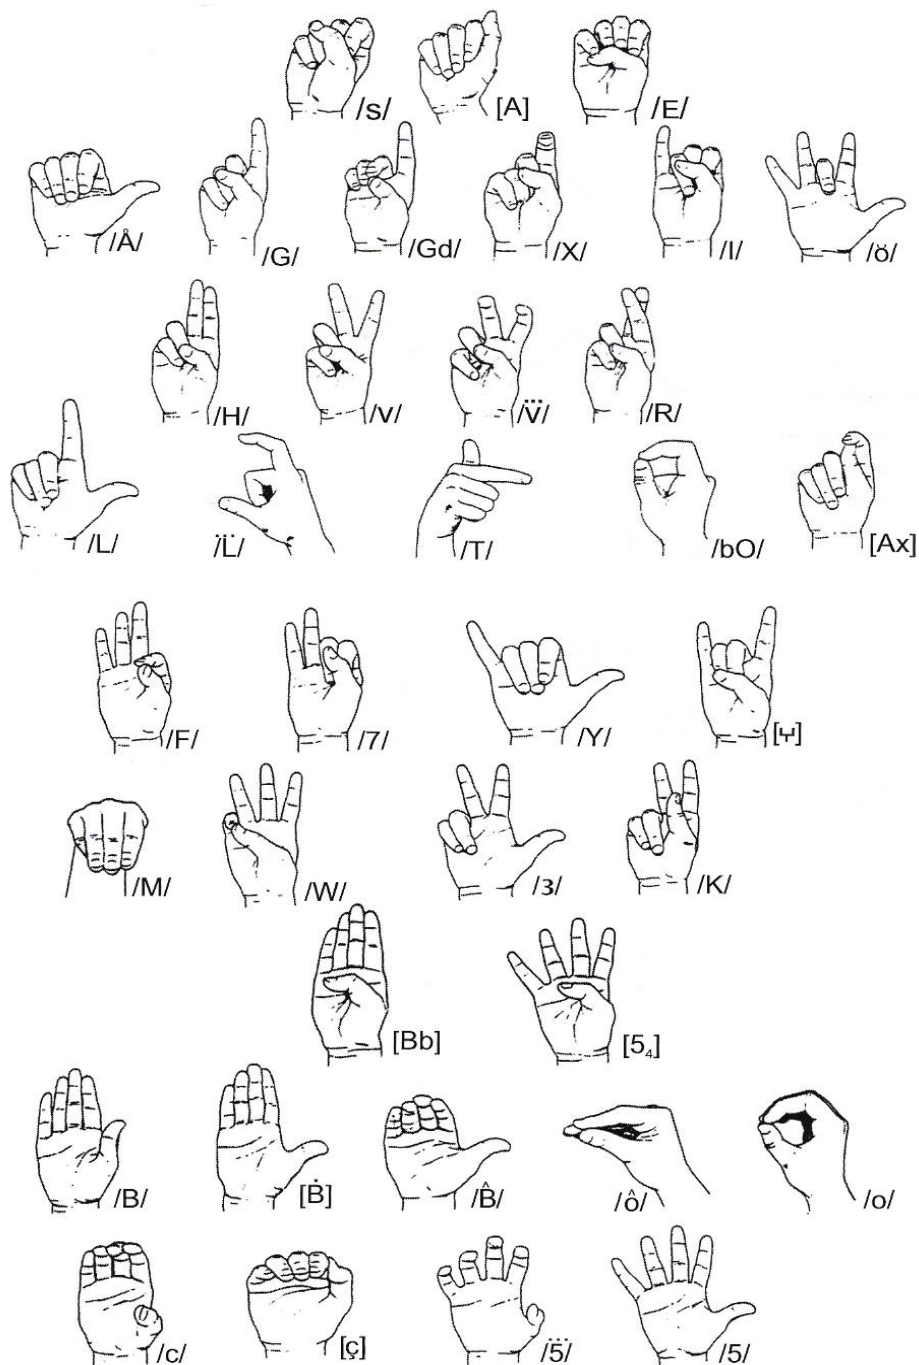 /s/ [A] /E/
/Å/ /G/ /Gd/ /X/ /I/ /ö/
/H/ /v/ /v⃛/ /R/
/L/ /L̈/ /T/ /bO/ [Ax]
/F/ /7/ /Y/ [Ұ]
/M/ /W/ /3/ /K/
[Bb] [5₄]
/B/ [Ḃ] /B̂/ /ô/ /o/
/c/ [ç] /5⃛/ /5/